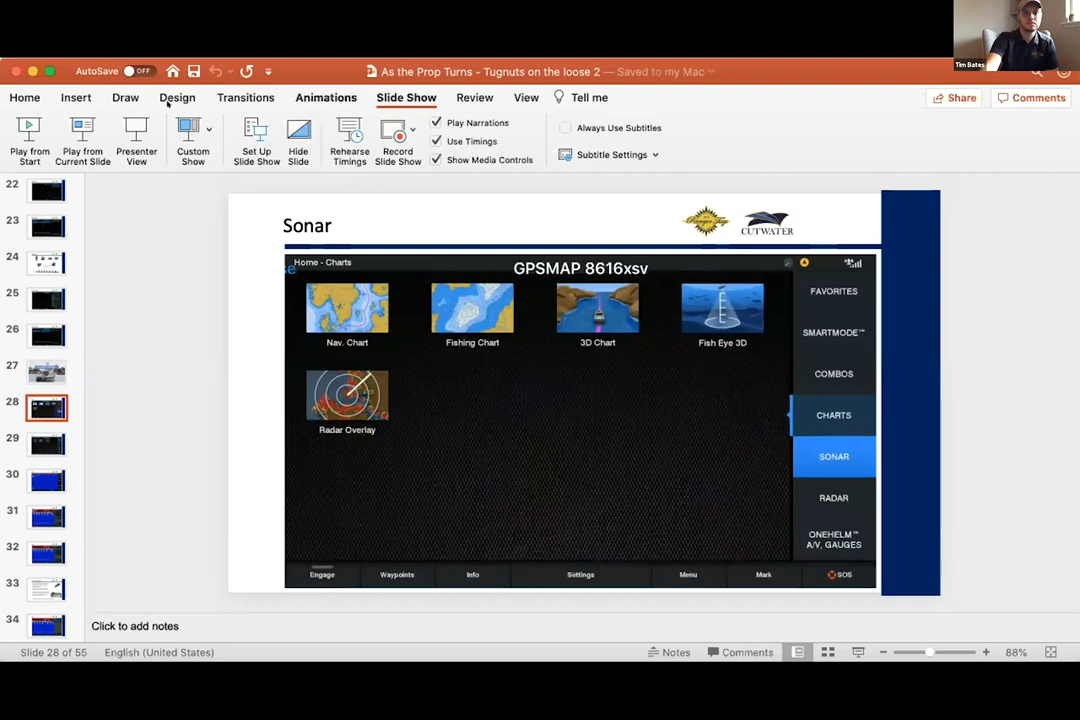 Tim Bates
AutoSave OFF
As the Prop Turns - Tugnuts on the loose 2 — Saved to my Mac
Home Insert Draw Design Transitions Animations Slide Show Review View Tell me Share Comments
Play from Start
Play from Current Slide
Presenter View
Custom Show
Set Up Slide Show
Hide Slide
Rehearse Timings
Record Slide Show
Play Narrations
Use Timings
Show Media Controls
Always Use Subtitles
Subtitle Settings
22
23
24
25
26
27
28
29
30
31
32
33
34
Sonar
Ranger Tugs
CUTWATER
se
Home - Charts
GPSMAP 8616xsv
Nav. Chart
Fishing Chart
3D Chart
Fish Eye 3D
Radar Overlay
FAVORITES
SMARTMODE™
COMBOS
CHARTS
SONAR
RADAR
ONEHELM™
A/V, GAUGES
Engage Waypoints Info Settings Menu Mark SOS
Click to add notes
Slide 28 of 55 English (United States) Notes Comments 88%